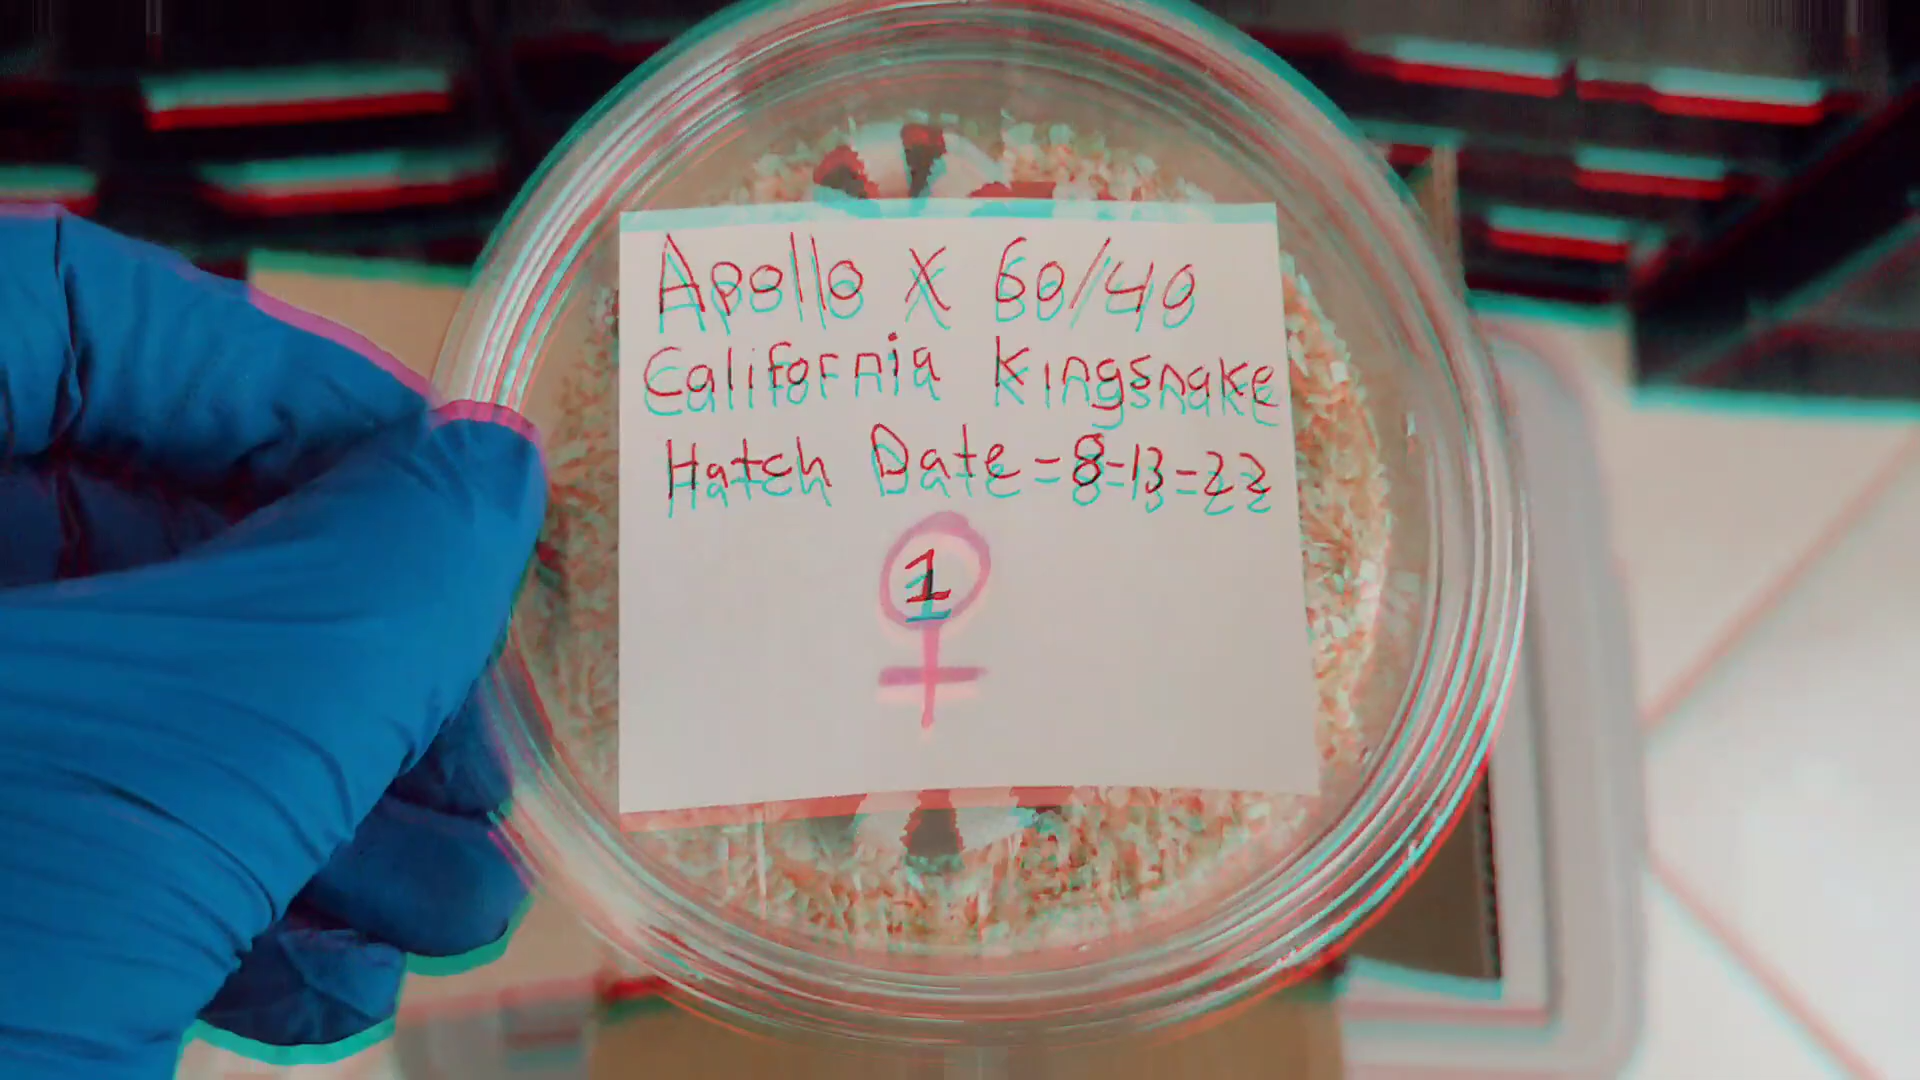 Apollo X 60/40
California Kingsnake
Hatch Date = 8-13-22
1